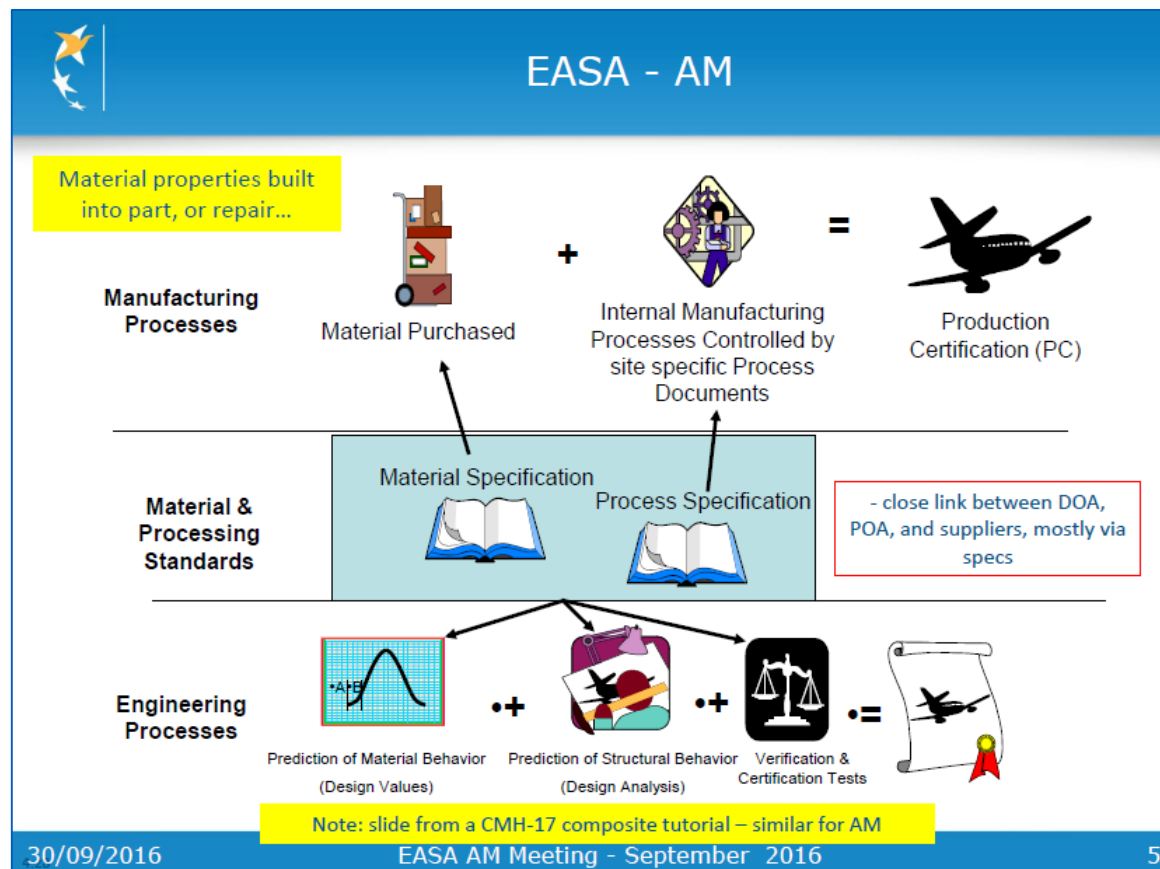 EASA - AM
Material properties built
into part, or repair...
+
=
Manufacturing
Processes
Material Purchased
Internal Manufacturing
Processes Controlled by
site specific Process
Documents
Production
Certification (PC)
Material &
Processing
Standards
Material Specification
Process Specification
- close link between DOA,
POA, and suppliers, mostly via
specs
Engineering
Processes
•A•B
•+
•+
•=
Prediction of Material Behavior
(Design Values)
Prediction of Structural Behavior
(Design Analysis)
Verification &
Certification Tests
Note: slide from a CMH-17 composite tutorial – similar for AM
30/09/2016
EASA AM Meeting - September 2016
5